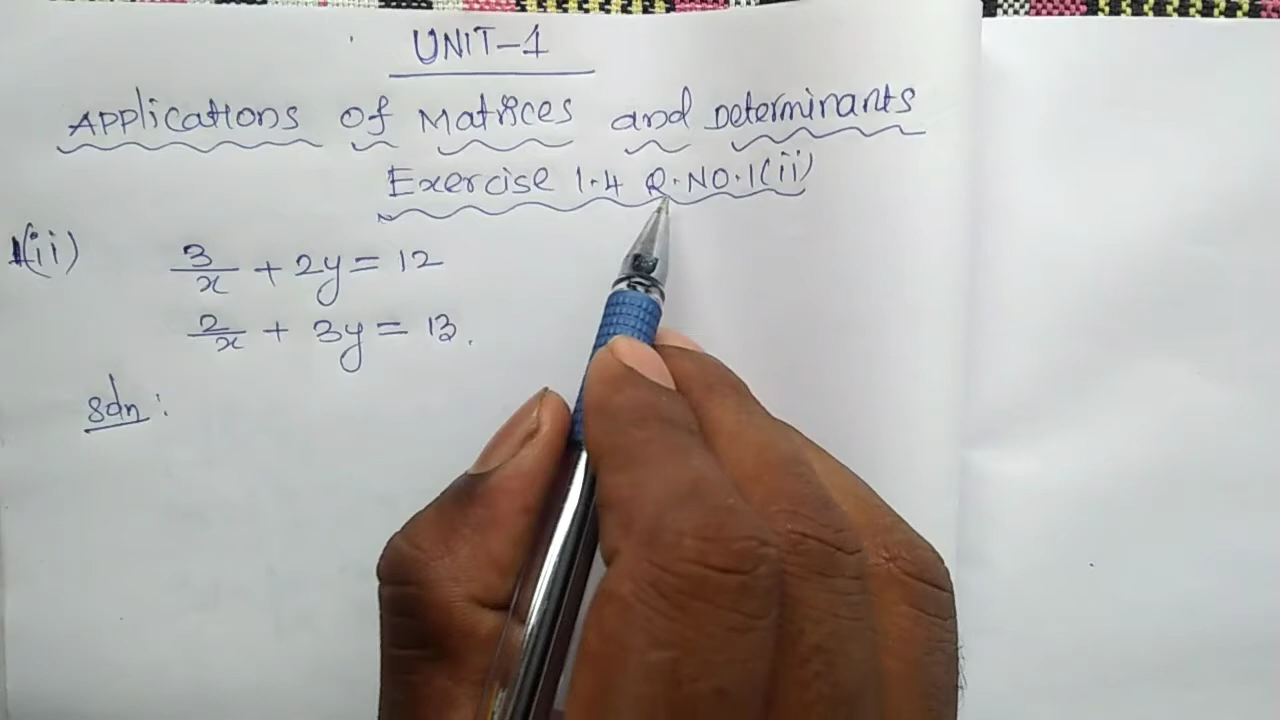 UNIT-1
Applications of Matrices and Determinants
Exercise 1.4 Q.NO.1(ii)
1(ii) 3/x + 2y = 12
2/x + 3y = 13.
Soln: